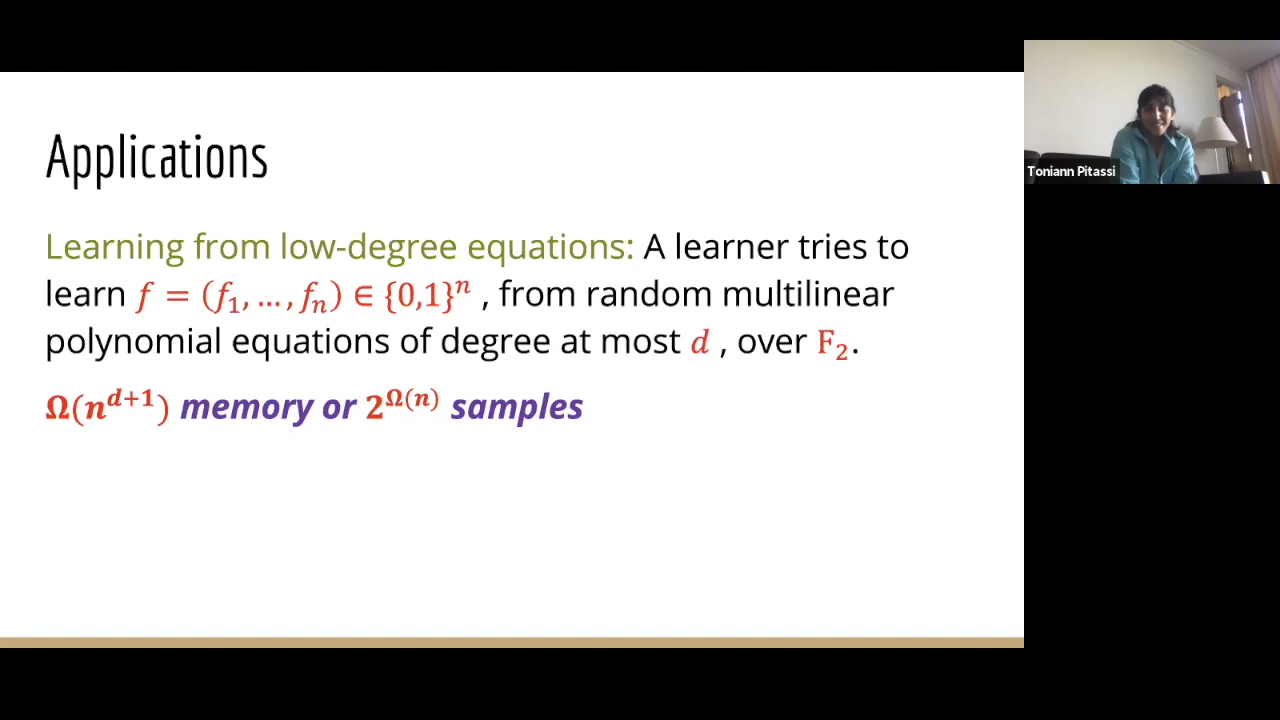 Applications
Toniann Pitassi
Learning from low-degree equations: A learner tries to
learn f = (f₁, … , fₙ) ∈ {0,1}ⁿ , from random multilinear
polynomial equations of degree at most d , over F₂.
Ω(nᵈ⁺¹) memory or 2^Ω(n) samples